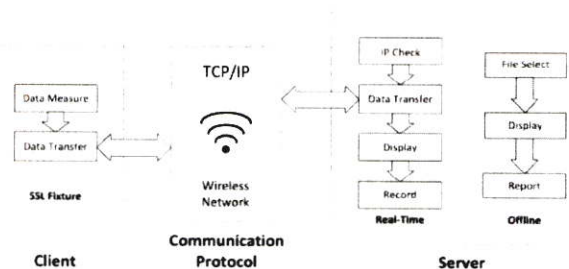 Data Measure
Data Transfer
SSL Fixture
Client
TCP/IP
Wireless
Network
Communication
Protocol
IP Check
Data Transfer
Display
Record
Real-Time
File Select
Display
Report
Offline
Server